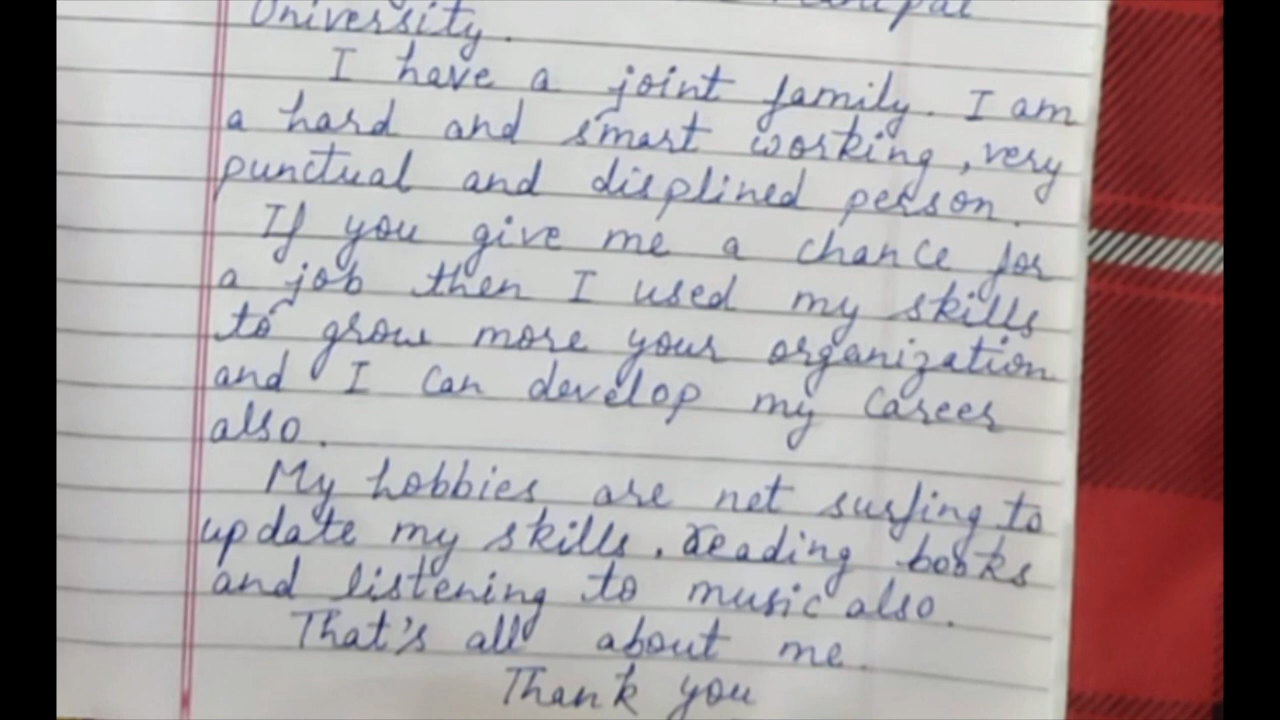 University.
I have a joint family. I am
a hard and smart working, very
punctual and displined person.
If you give me a chance for
a job then I used my skills
to grow more your organization
and I can develop my career
also.
My hobbies are net surfing to
update my skills, reading books
and listening to music also.
That's all about me.
Thank you